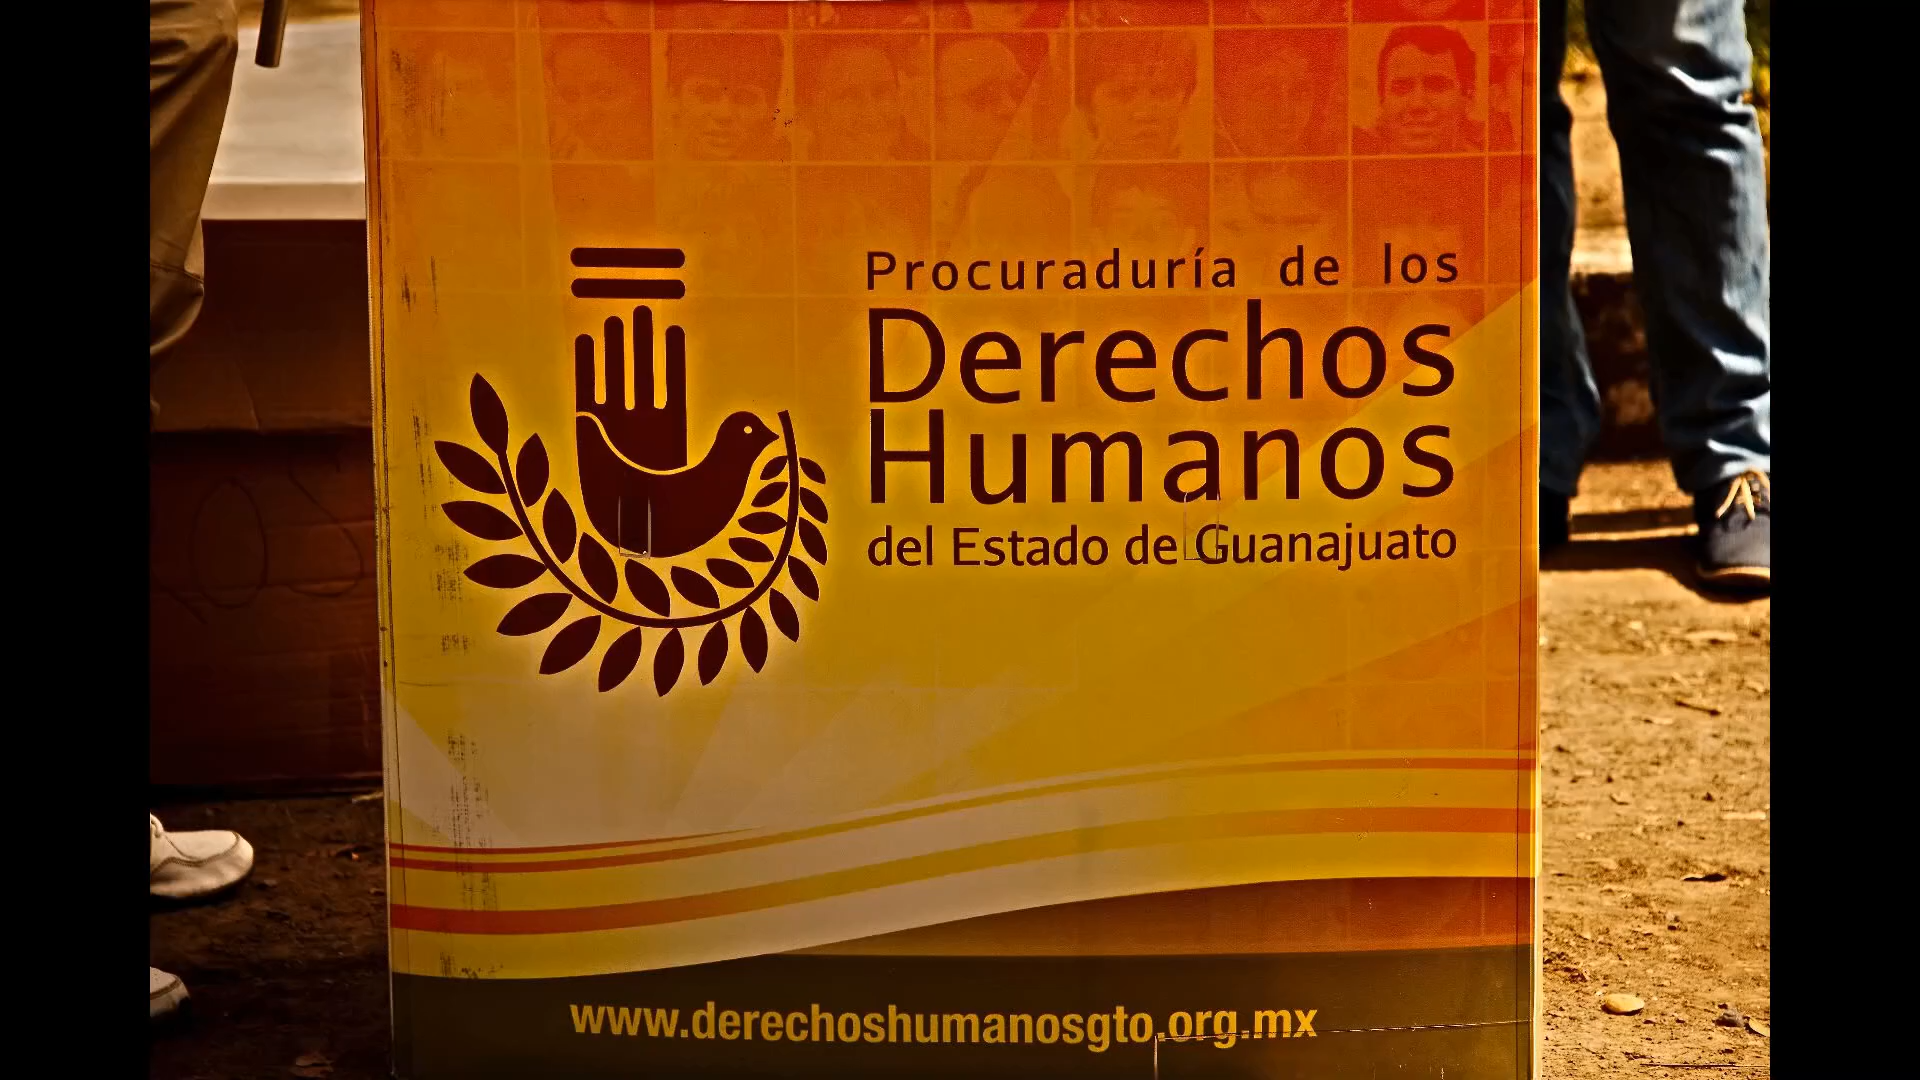 Procuraduría de los
Derechos
Humanos
del Estado de Guanajuato
www.derechoshumanosgto.org.mx